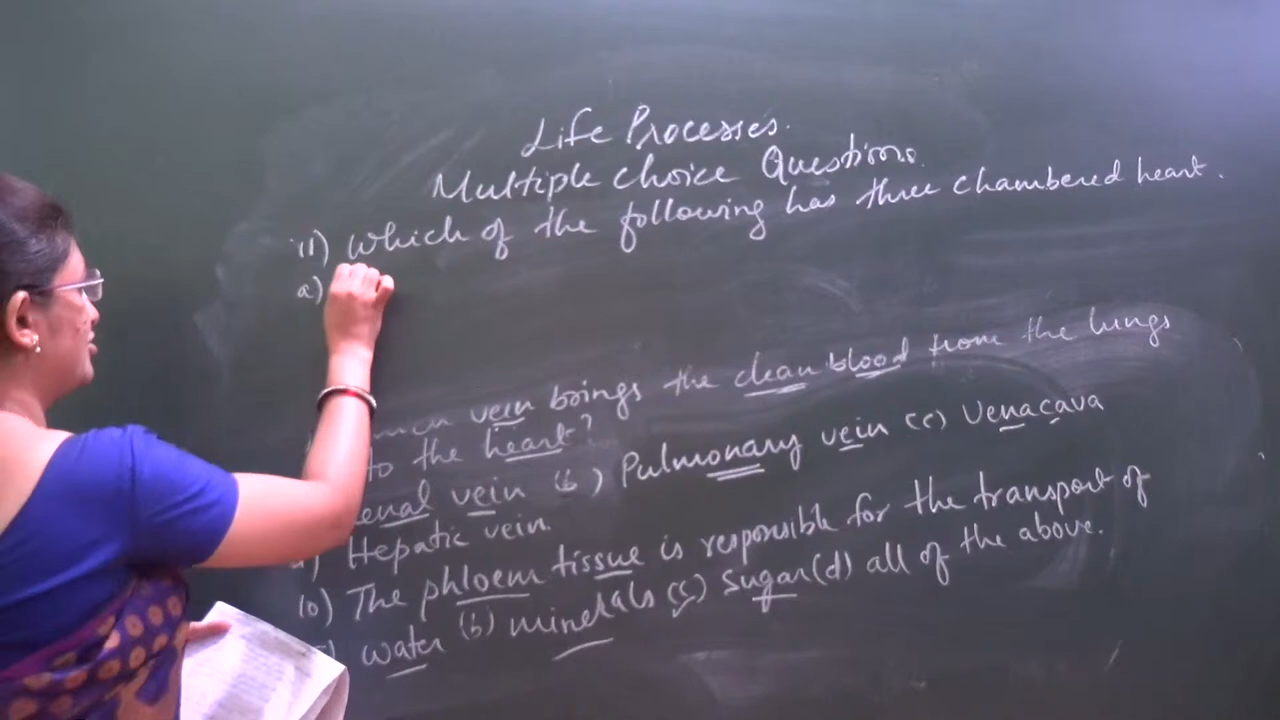 Life Processes.
Multiple choice Questions.
11) Which of the following has three chambered heart.
a)
vein brings the clean blood from the lungs
to the heart?
vein (b) Pulmonary vein (c) Venacava
Hepatic vein.
10) The phloem tissue is responsible for the transport of
water (b) minerals (c) sugar (d) all of the above.